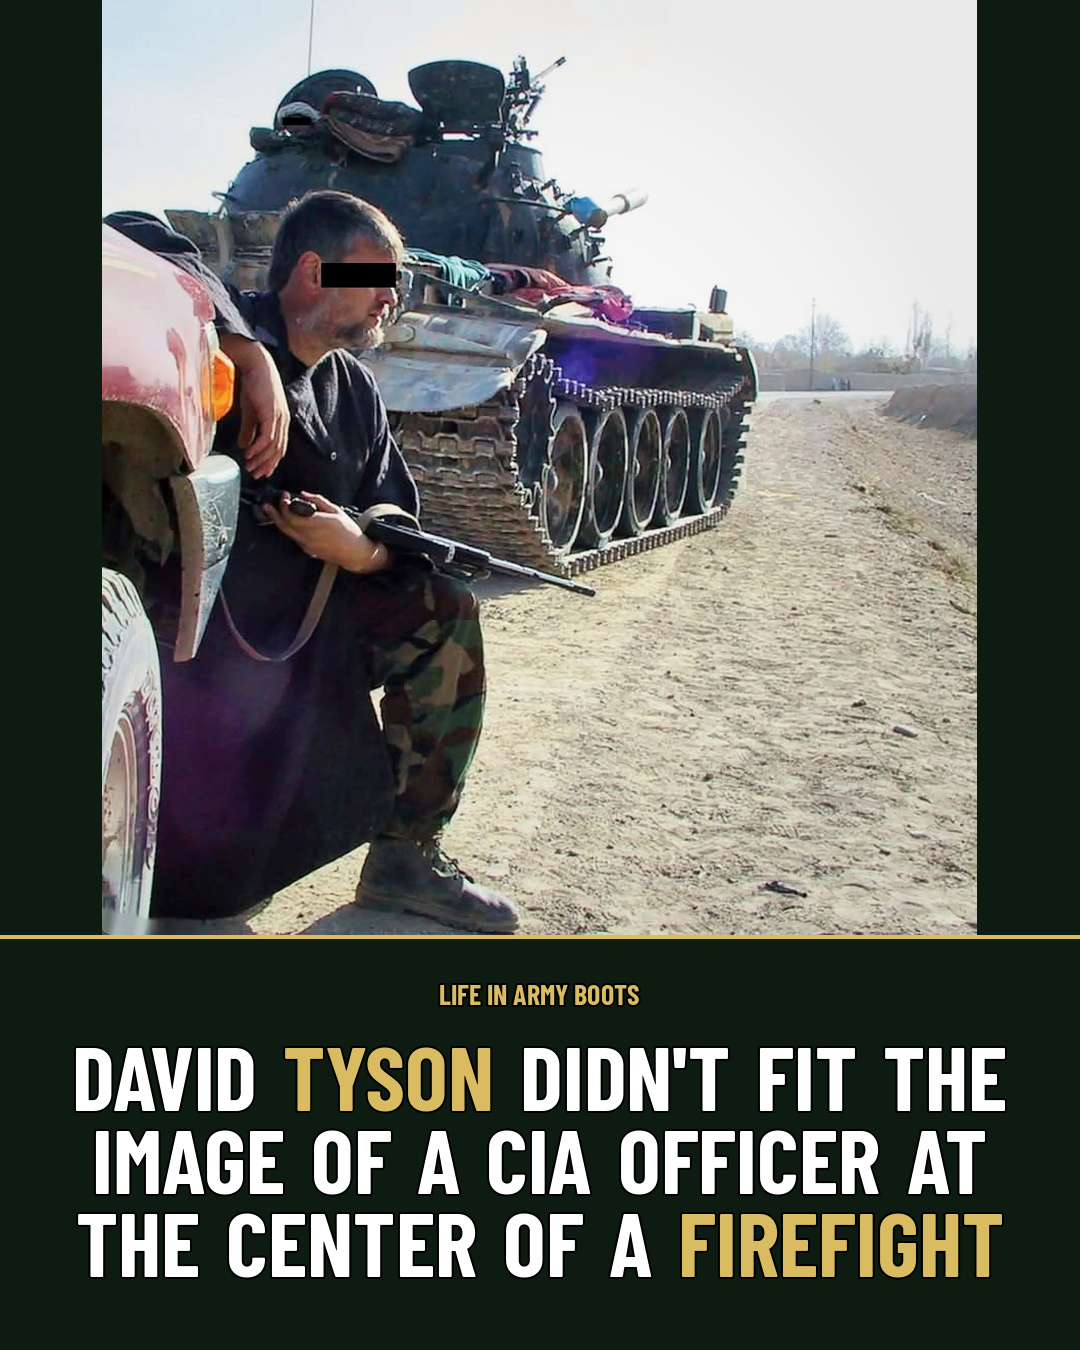 LIFE IN ARMY BOOTS
DAVID TYSON DIDN'T FIT THE
IMAGE OF A CIA OFFICER AT
THE CENTER OF A FIREFIGHT